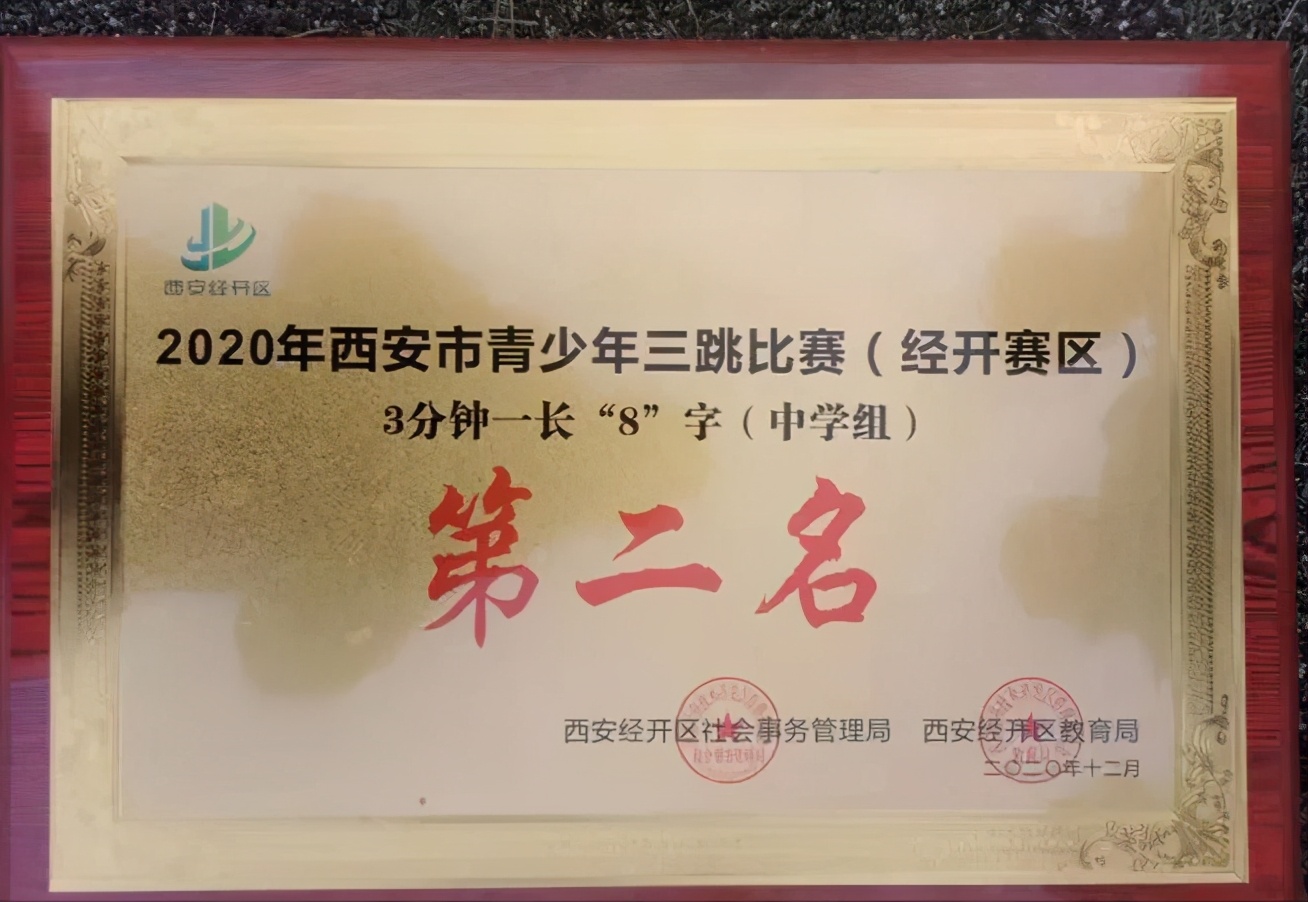 西安经开区
2020年西安市青少年三跳比赛（经开赛区）
3分钟一长“8”字（中学组）
第二名
西安经开区社会事务管理局 西安经开区教育局
二〇二〇年十二月